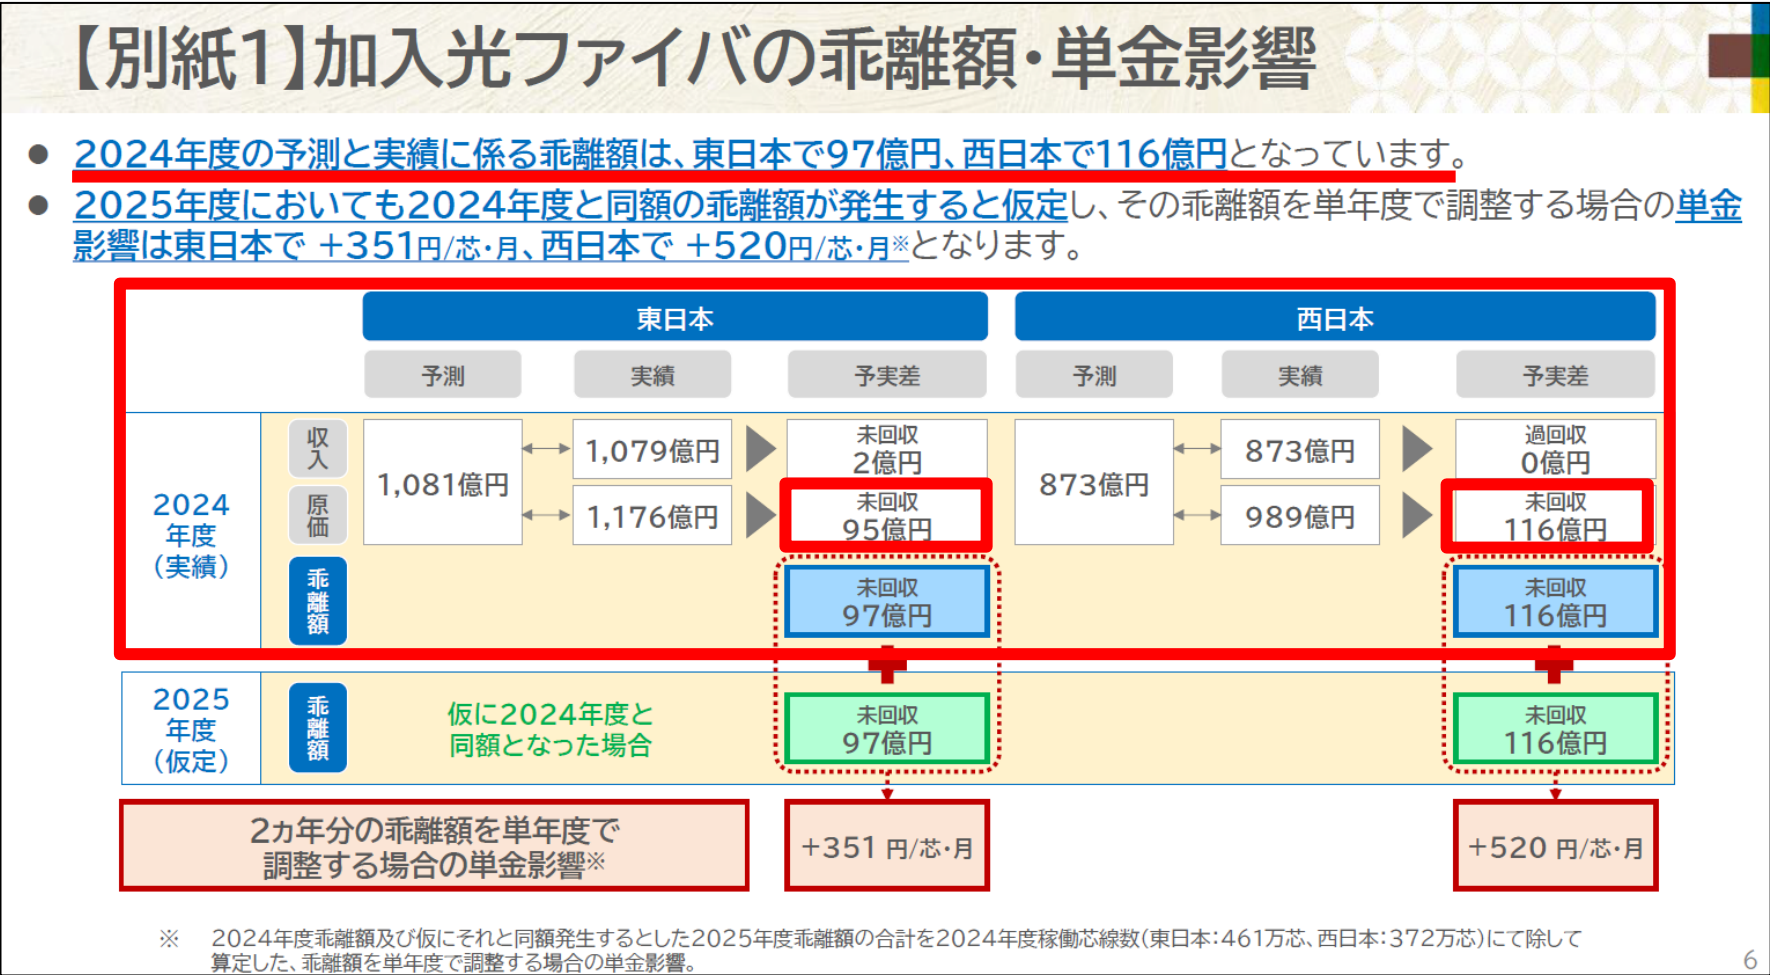 【別紙1】加入光ファイバの乖離額・単金影響
● 2024年度の予測と実績に係る乖離額は、東日本で97億円、西日本で116億円となっています。
● 2025年度においても2024年度と同額の乖離額が発生すると仮定し、その乖離額を単年度で調整する場合の単金
影響は東日本で +351円/芯・月、西日本で +520円/芯・月※となります。
東日本
西日本
予測
実績
予実差
予測
実績
予実差
2024
年度
(実績)
収入
原価
乖離額
1,081億円
1,079億円
未回収
2億円
1,176億円
未回収
95億円
未回収
97億円
873億円
873億円
過回収
0億円
989億円
未回収
116億円
未回収
116億円
2025
年度
(仮定)
乖離額
仮に2024年度と
同額となった場合
未回収
97億円
未回収
116億円
2ヵ年分の乖離額を単年度で
調整する場合の単金影響※
+351 円/芯・月
+520 円/芯・月
※ 2024年度乖離額及び仮にそれと同額発生するとした2025年度乖離額の合計を2024年度稼働芯線数(東日本:461万芯、西日本:372万芯)にて除して
算定した、乖離額を単年度で調整する場合の単金影響。
6